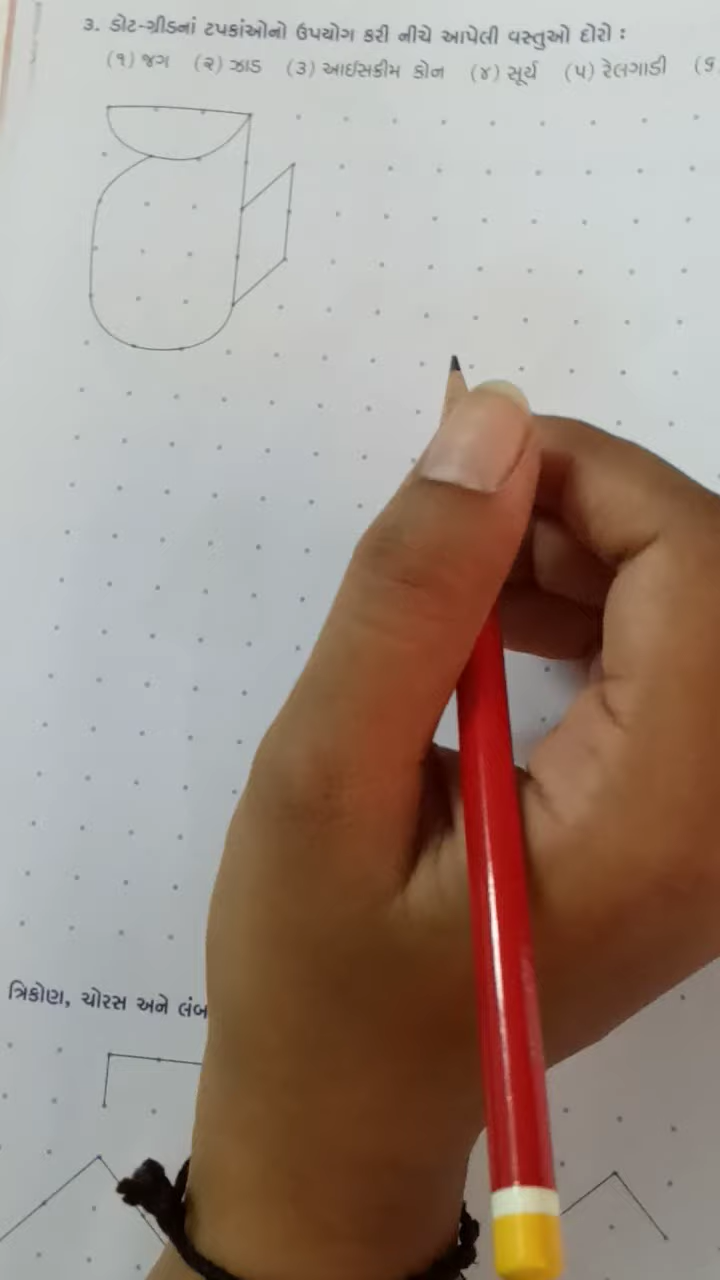 ૩. ડોટ-ગ્રીડનાં ટપકાંઓનો ઉપયોગ કરી નીચે આપેલી વસ્તુઓ દોરો :
(૧) જગ (૨) ઝાડ (૩) આઇસક્રીમ કોન (૪) સૂર્ય (૫) રેલગાડી
ત્રિકોણ, ચોરસ અને લંબ